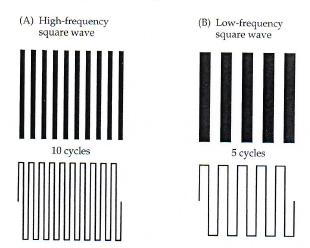 (A) High-frequency
square wave
(B) Low-frequency
square wave
10 cycles
5 cycles